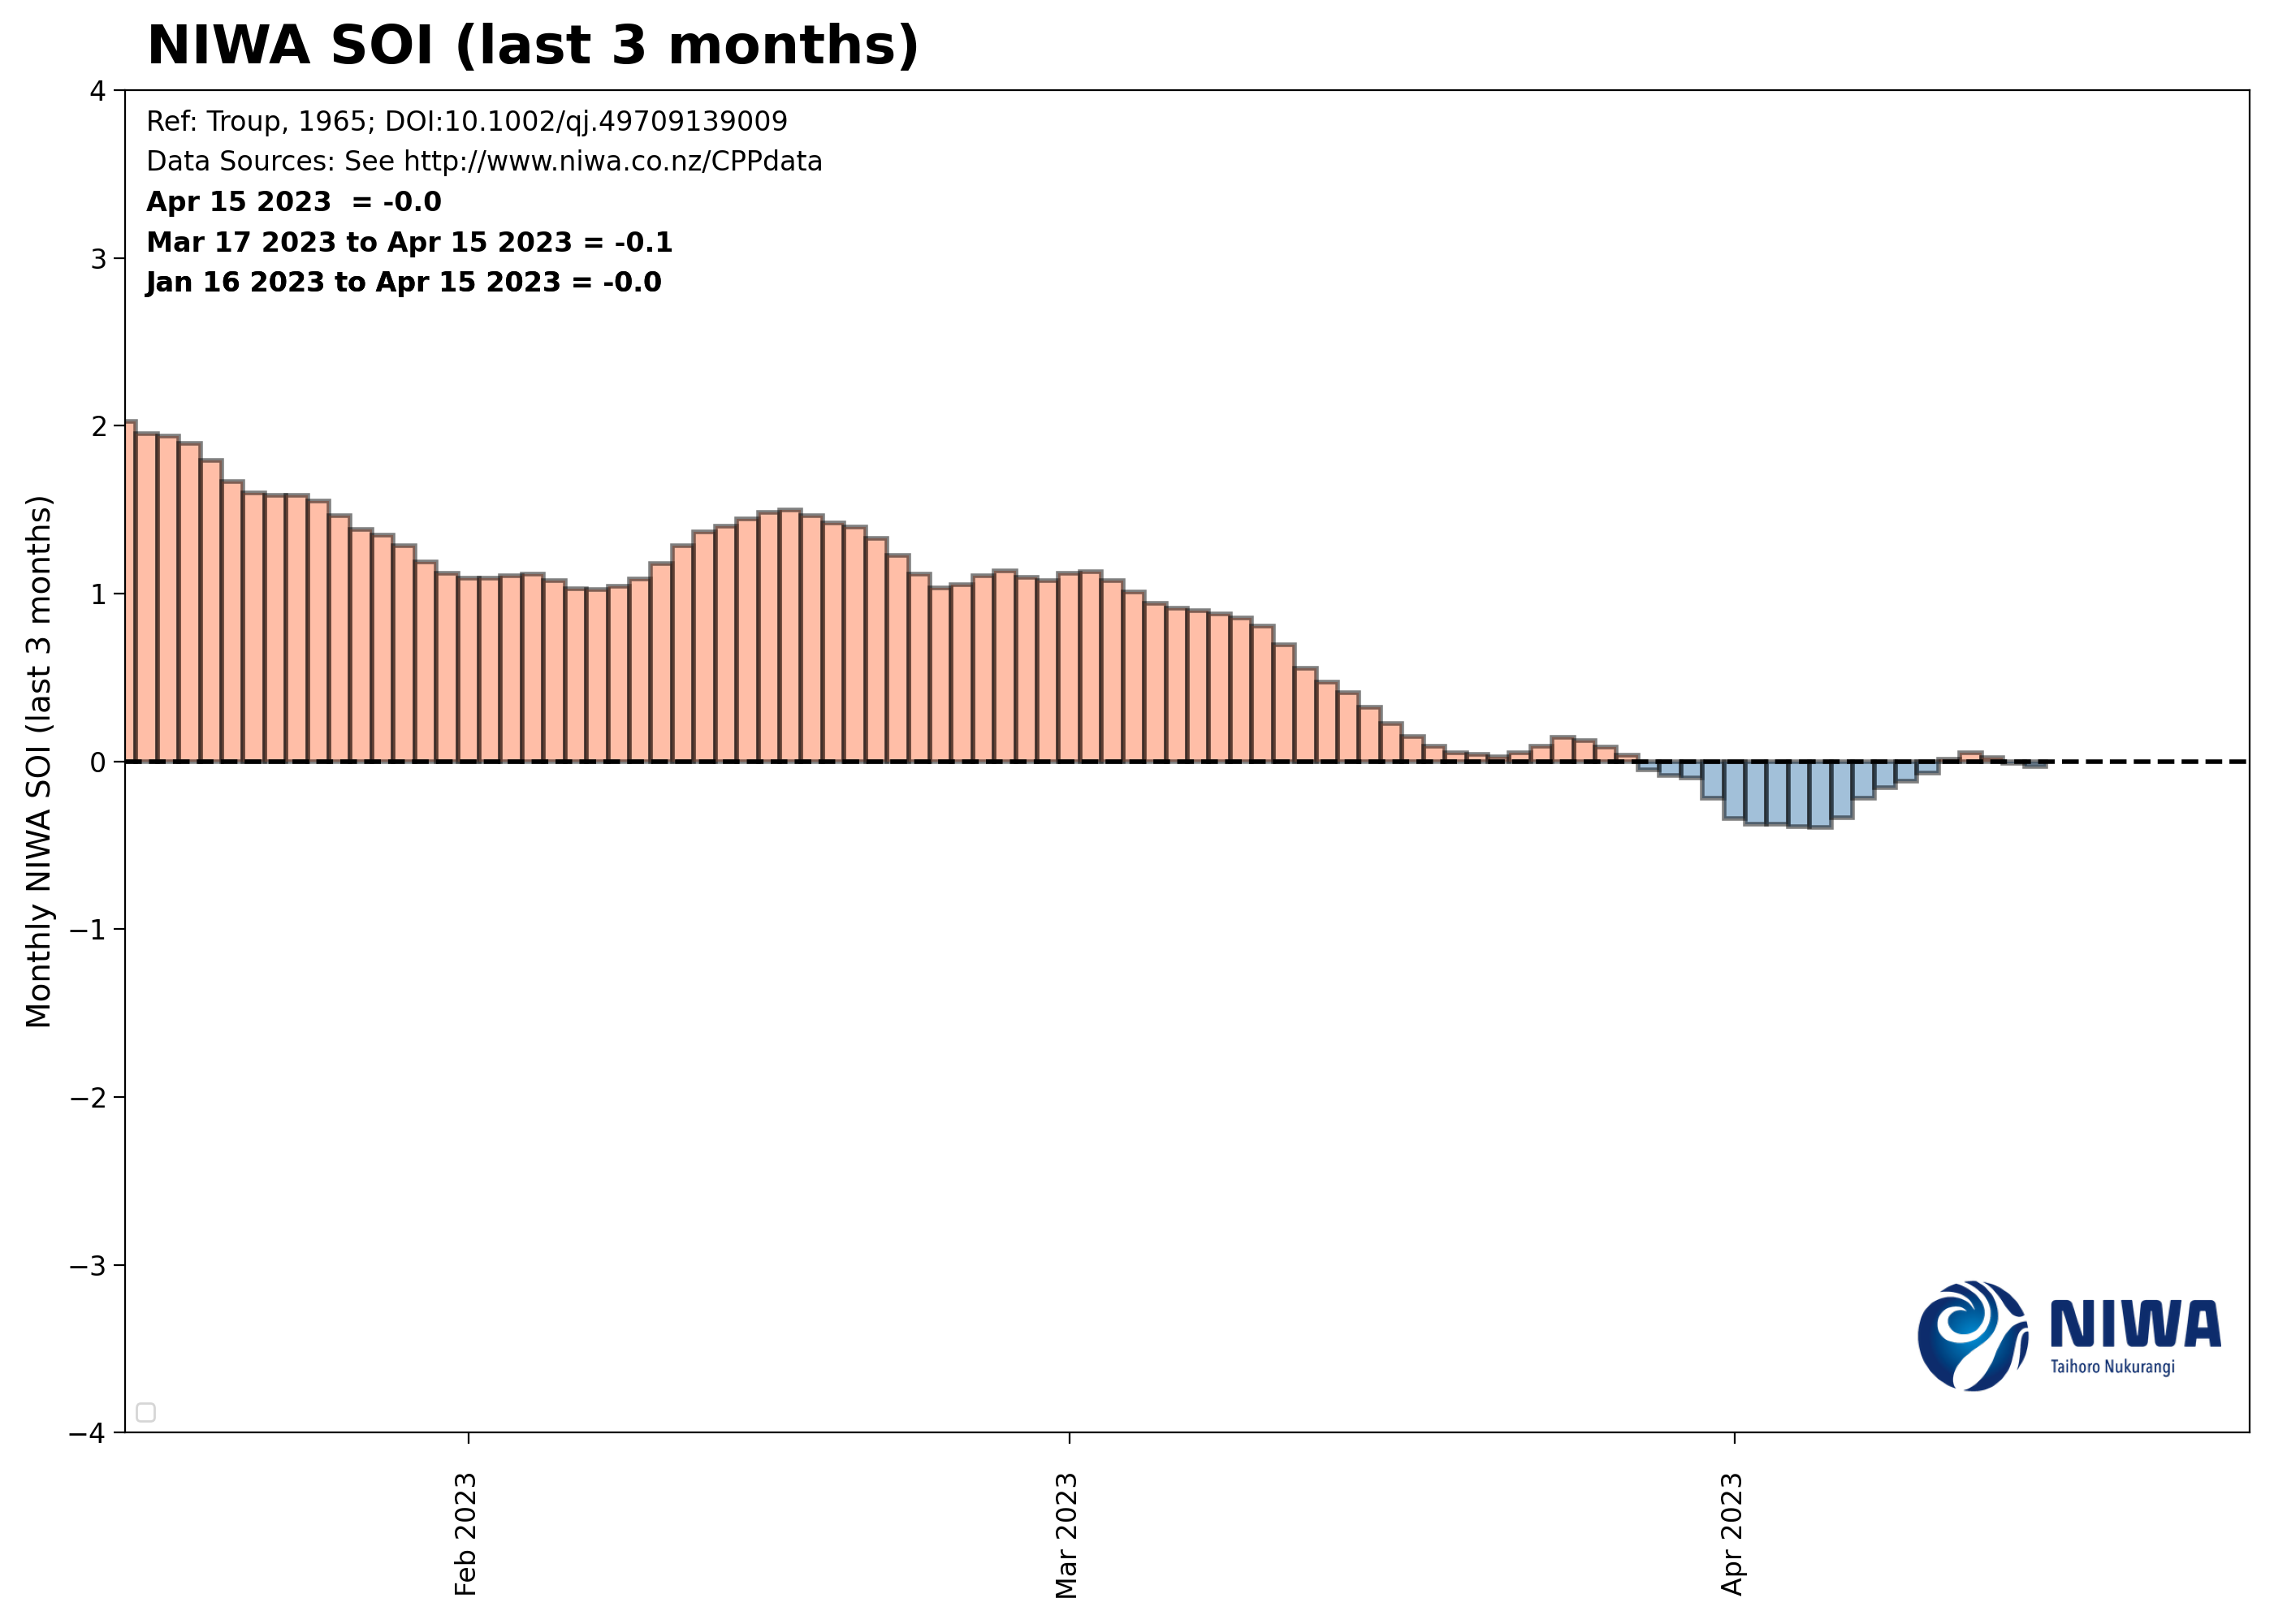 NIWA SOI (last 3 months)
Ref: Troup, 1965; DOI:10.1002/qj.49709139009
Data Sources: See http://www.niwa.co.nz/CPPdata
Apr 15 2023  = -0.0
Mar 17 2023 to Apr 15 2023 = -0.1
Jan 16 2023 to Apr 15 2023 = -0.0
Monthly NIWA SOI (last 3 months)
4
3
2
1
0
−1
−2
−3
−4
Feb 2023
Mar 2023
Apr 2023
NIWA
Taihoro Nukurangi